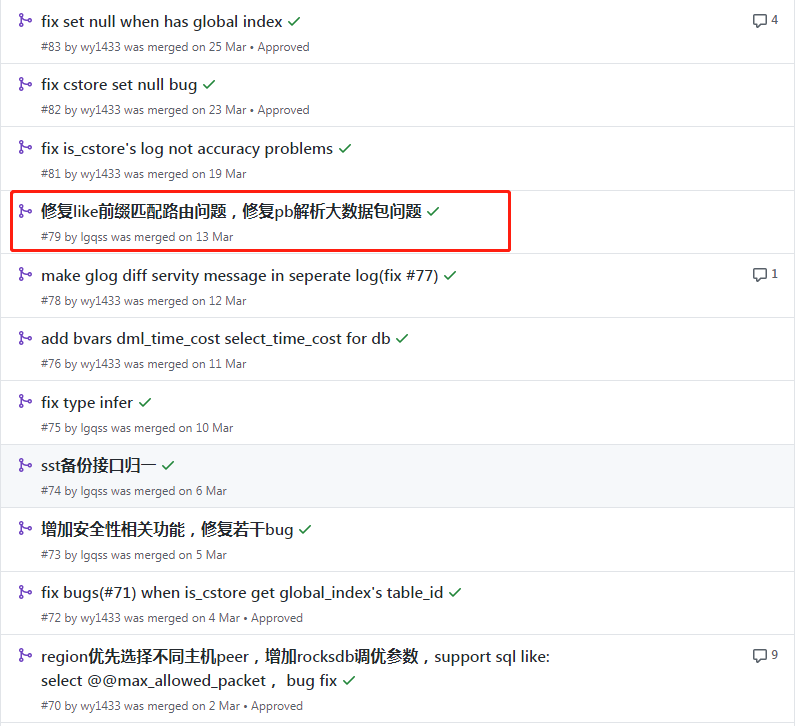 fix set null when has global index
4
#83 by wy1433 was merged on 25 Mar • Approved
fix cstore set null bug
#82 by wy1433 was merged on 23 Mar • Approved
fix is_cstore's log not accuracy problems
#81 by wy1433 was merged on 19 Mar
修复like前缀匹配路由问题，修复pb解析大数据包问题
#79 by lgqss was merged on 13 Mar
make glog diff servity message in seperate log(fix #77)
1
#78 by wy1433 was merged on 12 Mar
add bvars dml_time_cost select_time_cost for db
#76 by wy1433 was merged on 11 Mar
fix type infer
#75 by lgqss was merged on 10 Mar
sst备份接口归一
#74 by lgqss was merged on 6 Mar
增加安全性相关功能，修复若干bug
#73 by lgqss was merged on 5 Mar
fix bugs(#71) when is_cstore get global_index's table_id
#72 by wy1433 was merged on 4 Mar • Approved
region优先选择不同主机peer，增加rocksdb调优参数，support sql like:
9
select @@max_allowed_packet， bug fix
#70 by wy1433 was merged on 2 Mar • Approved